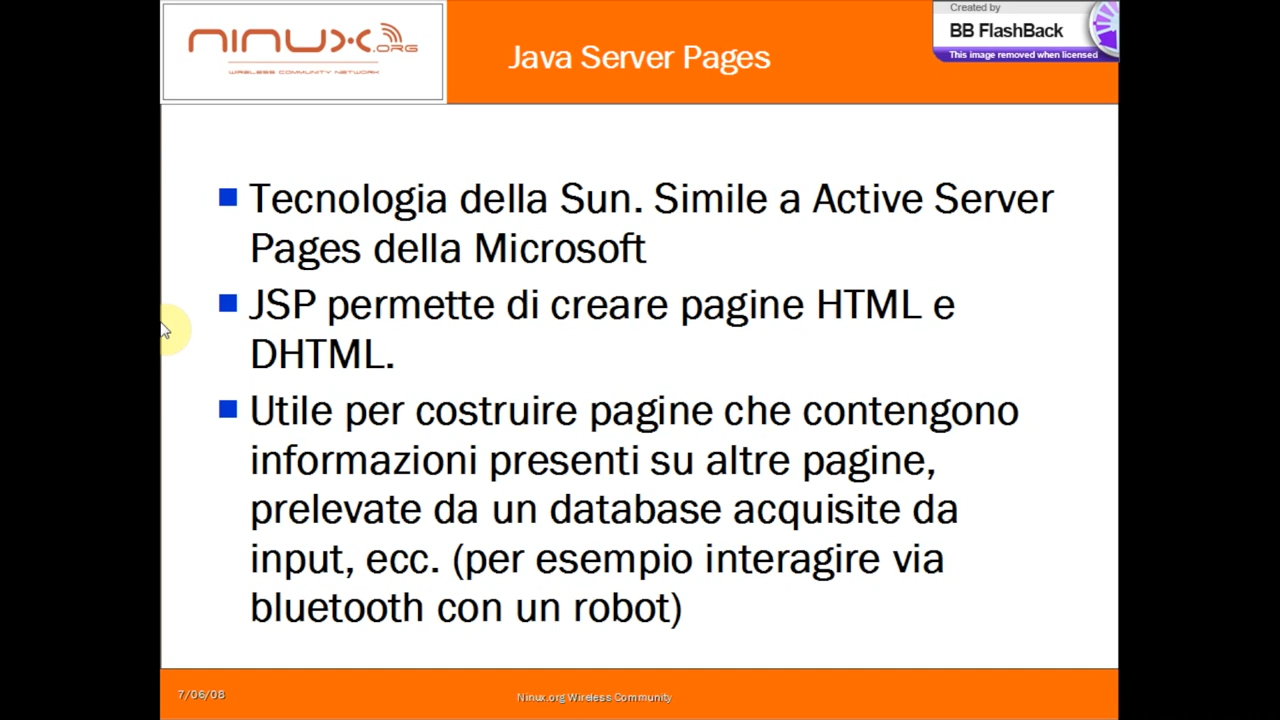 NINUX.ORG
WIRELESS COMMUNITY NETWORK
Java Server Pages
Created by
BB FlashBack
This image removed when licensed
Tecnologia della Sun. Simile a Active Server
Pages della Microsoft
JSP permette di creare pagine HTML e
DHTML.
Utile per costruire pagine che contengono
informazioni presenti su altre pagine,
prelevate da un database acquisite da
input, ecc. (per esempio interagire via
bluetooth con un robot)
7/06/08
Ninux.org Wireless Community